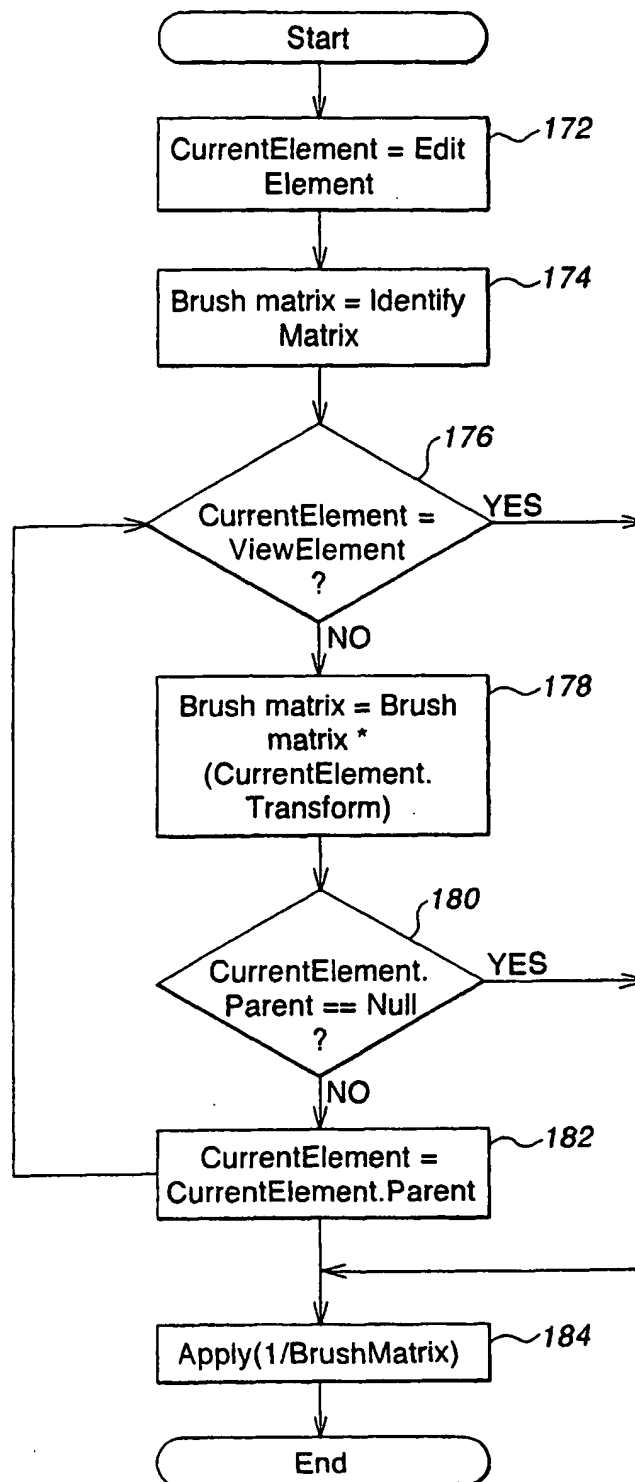 Start
172
CurrentElement = Edit
Element
174
Brush matrix = Identify
Matrix
176
CurrentElement =
ViewElement
?
YES
NO
178
Brush matrix = Brush
matrix *
(CurrentElement.
Transform)
180
CurrentElement.
Parent == Null
?
YES
NO
182
CurrentElement =
CurrentElement.Parent
184
Apply(1/BrushMatrix)
End